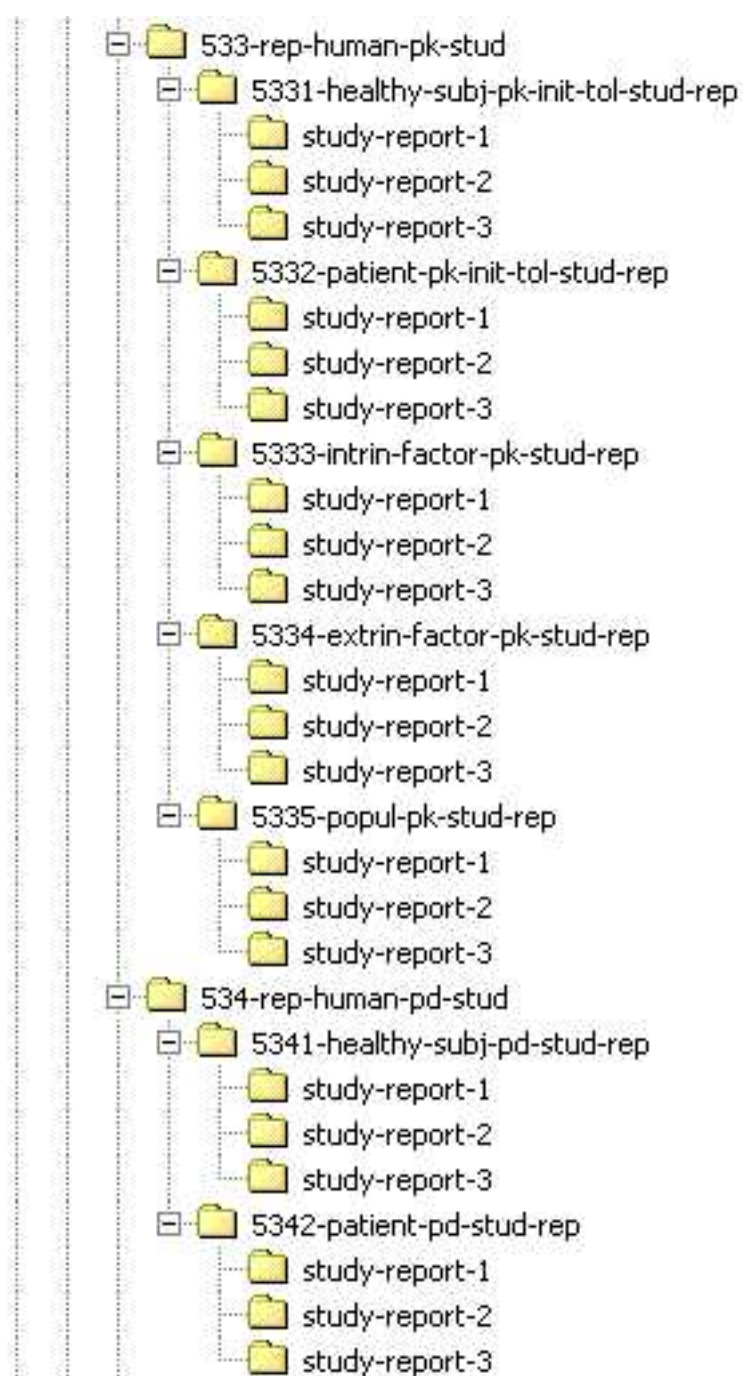 533-rep-human-pk-stud
5331-healthy-subj-pk-init-tol-stud-rep
study-report-1
study-report-2
study-report-3
5332-patient-pk-init-tol-stud-rep
study-report-1
study-report-2
study-report-3
5333-intrin-factor-pk-stud-rep
study-report-1
study-report-2
study-report-3
5334-extrin-factor-pk-stud-rep
study-report-1
study-report-2
study-report-3
5335-popul-pk-stud-rep
study-report-1
study-report-2
study-report-3
534-rep-human-pd-stud
5341-healthy-subj-pd-stud-rep
study-report-1
study-report-2
study-report-3
5342-patient-pd-stud-rep
study-report-1
study-report-2
study-report-3